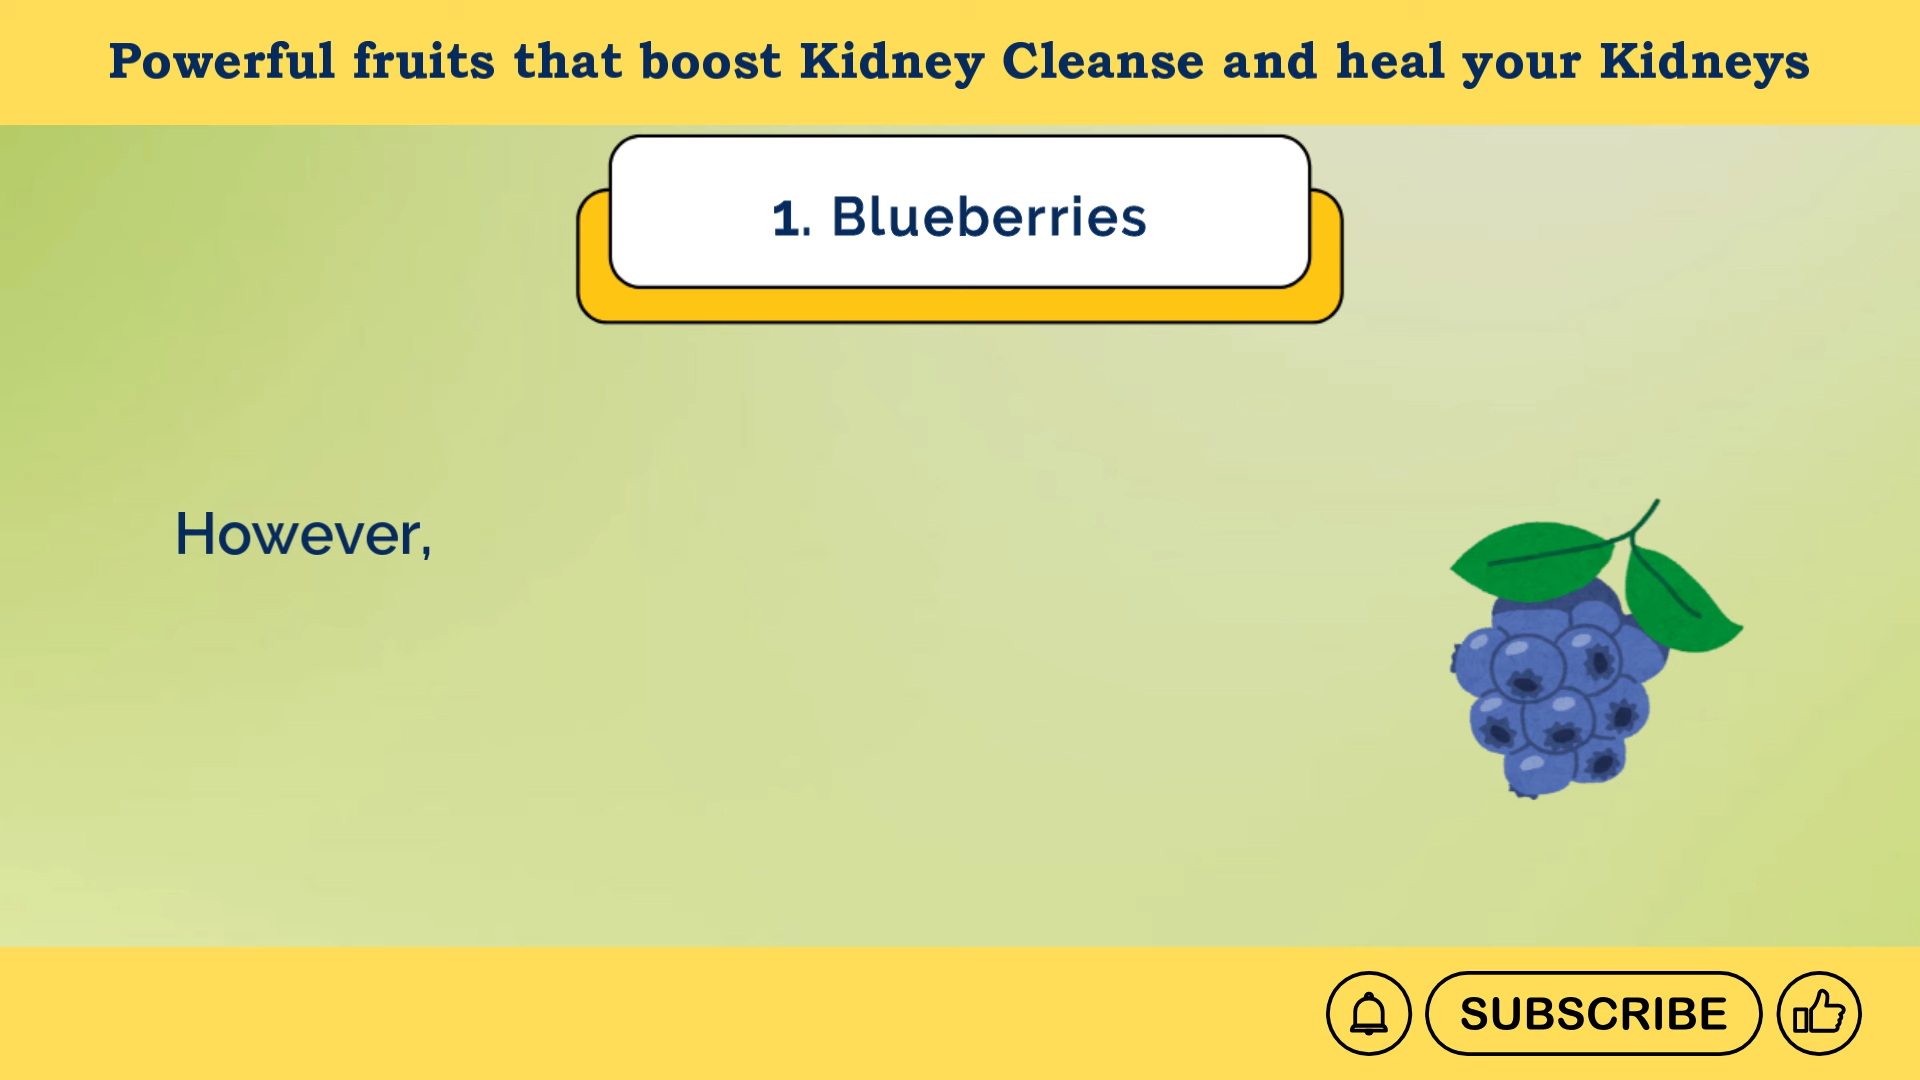 Powerful fruits that boost Kidney Cleanse and heal your Kidneys
1. Blueberries
However,
SUBSCRIBE